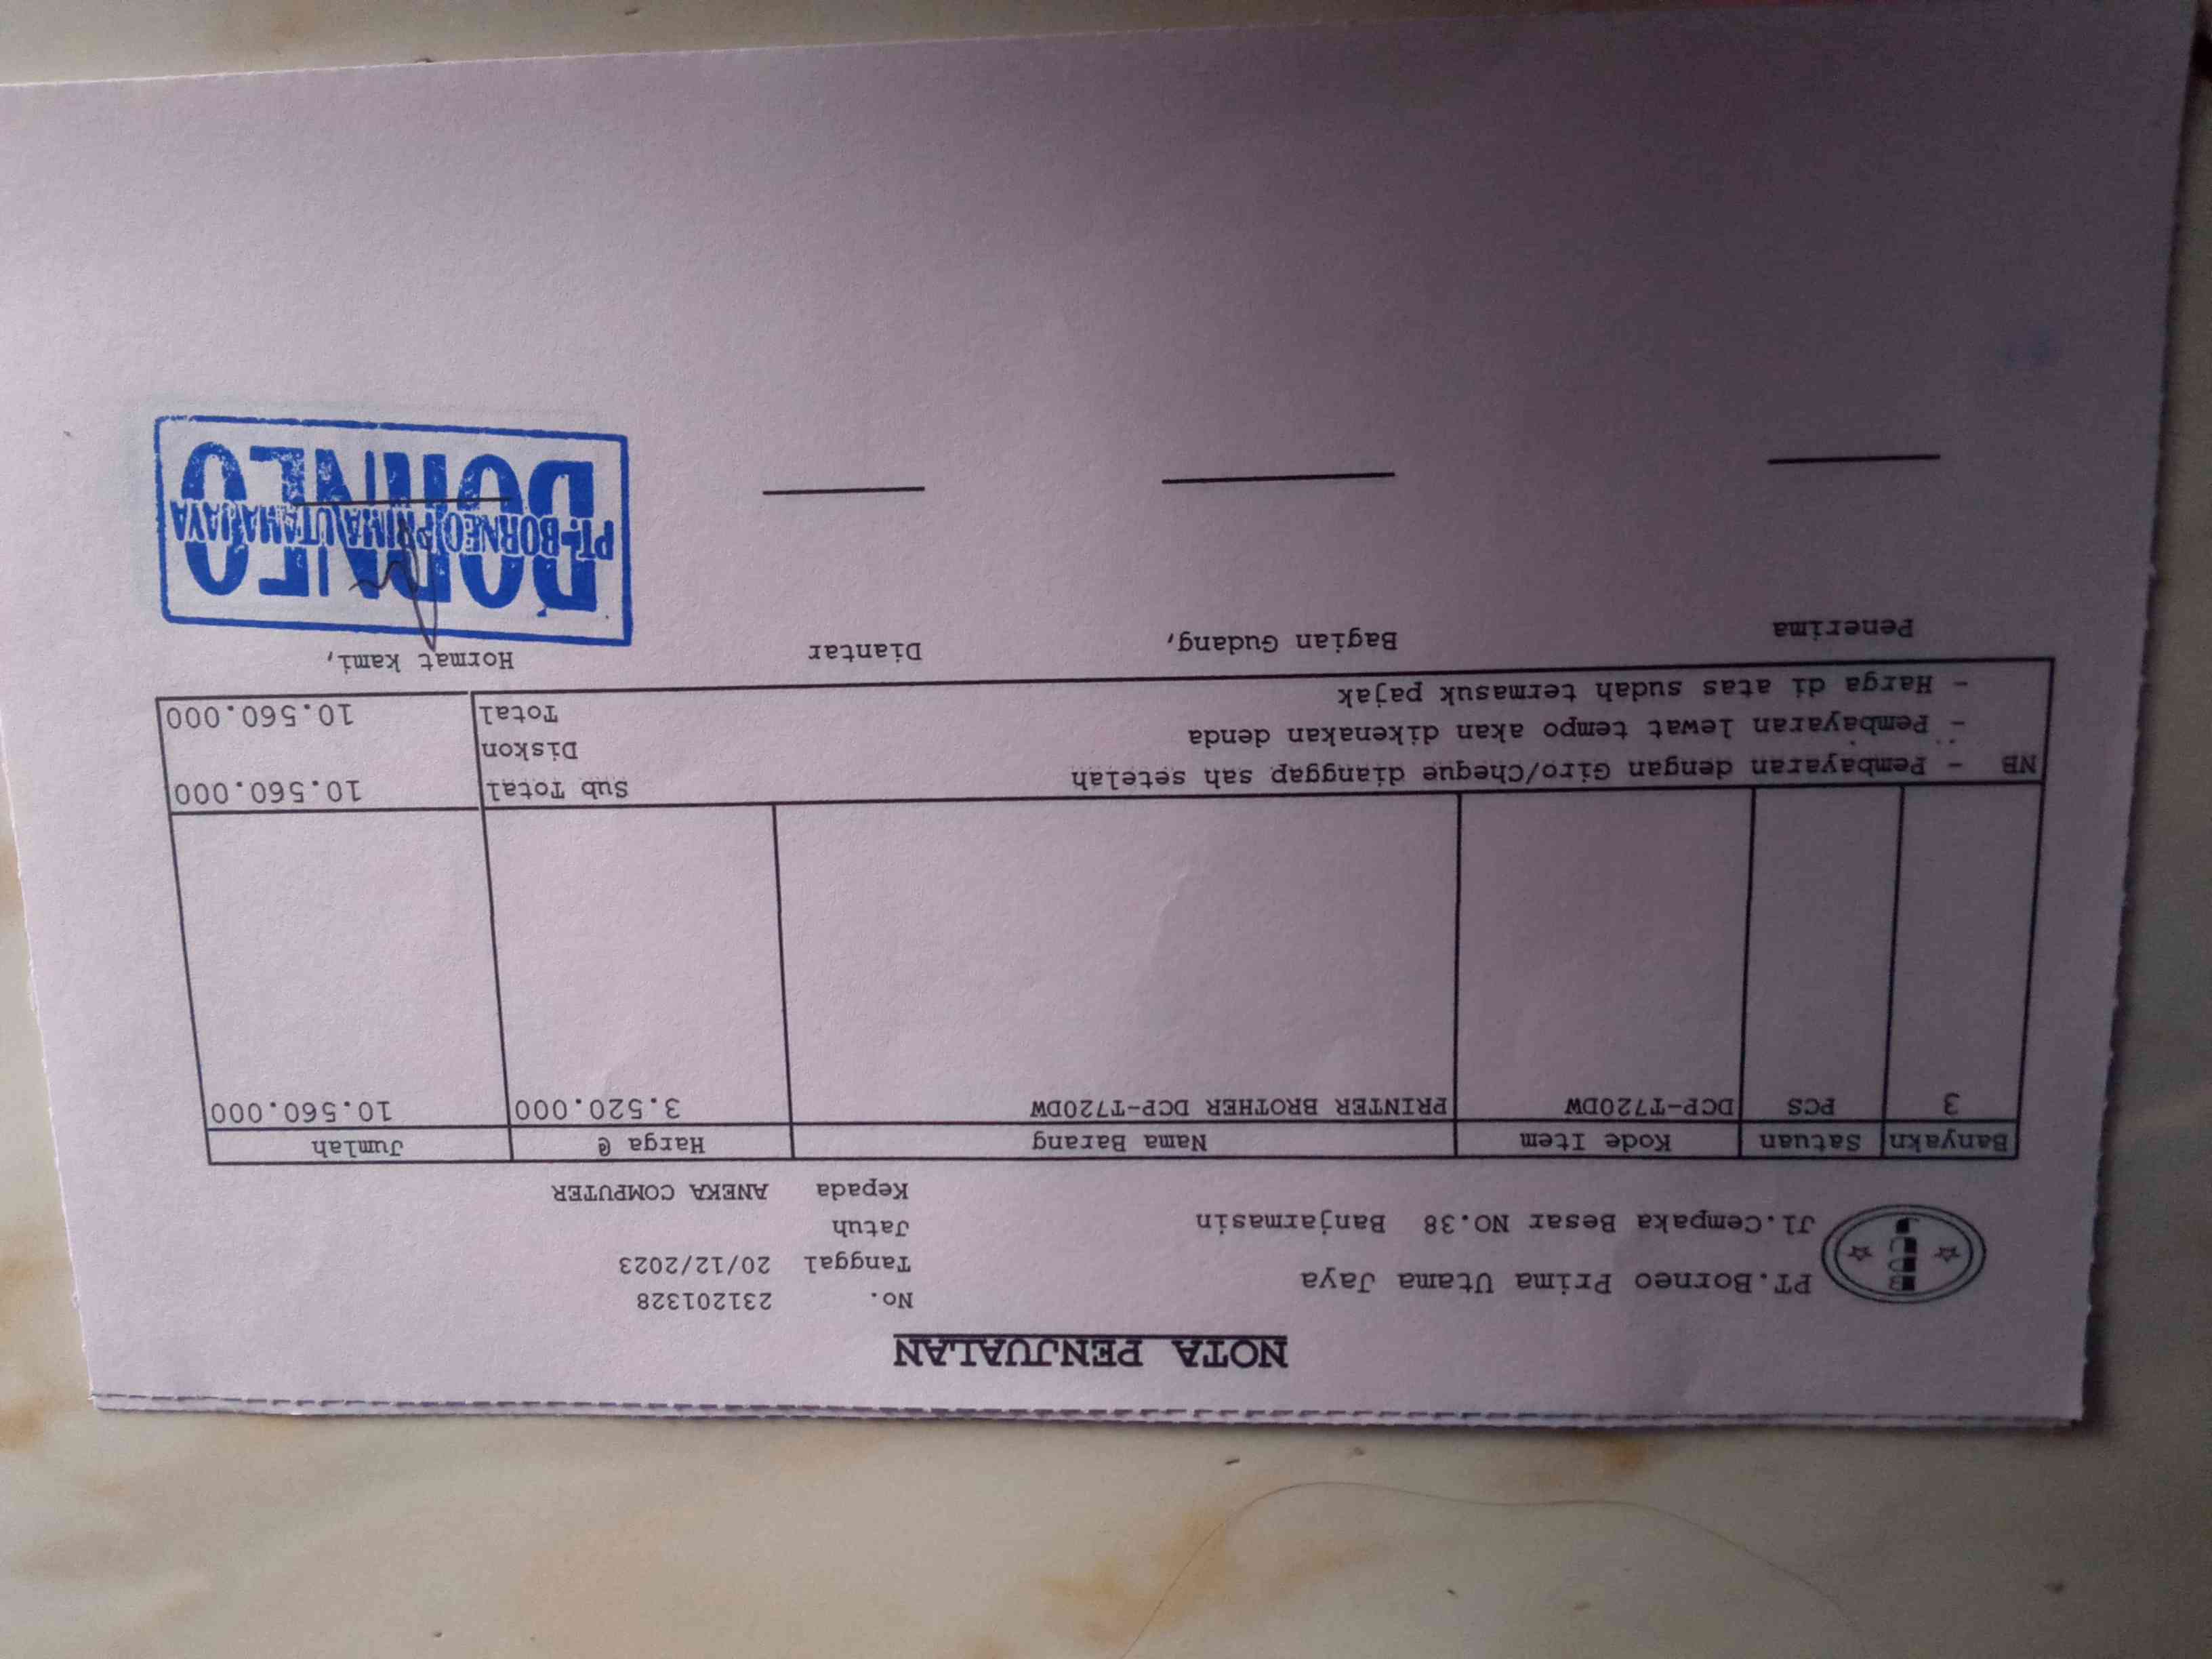 NOTA PENJUALAN
PT.Borneo Prima Utama Jaya
Jl.Cempaka Besar NO.38 Banjarmasin
No. 231201328
Tanggal 20/12/2023
Jatuh
Kepada ANEKA COMPUTER
Banyakn Satuan Kode Item Nama Barang Harga @ Jumlah
3 PCS DCP-T720DW PRINTER BROTHER DCP-T720DW 3.520.000 10.560.000
NB - Pembayaran dengan Giro/Cheque dianggap sah setelah Sub Total 10.560.000
- Pembayaran lewat tempo akan dikenakan denda Diskon
- Harga di atas sudah termasuk pajak Total 10.560.000
Penerima Bagian Gudang, Diantar Hormat kami,
BORNEO
PT. BORNEO PRIMA UTAMA JAYA